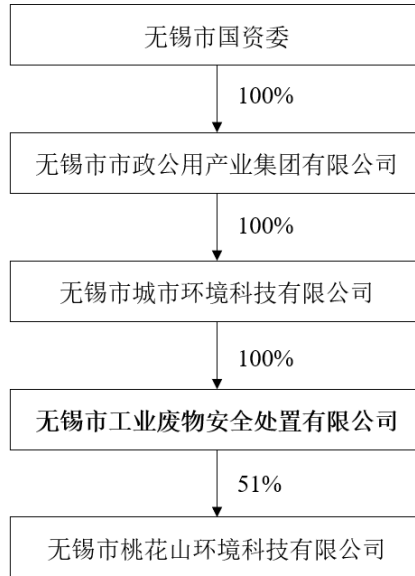 无锡市国资委
100%
无锡市市政公用产业集团有限公司
100%
无锡市城市环境科技有限公司
100%
无锡市工业废物安全处置有限公司
51%
无锡市桃花山环境科技有限公司